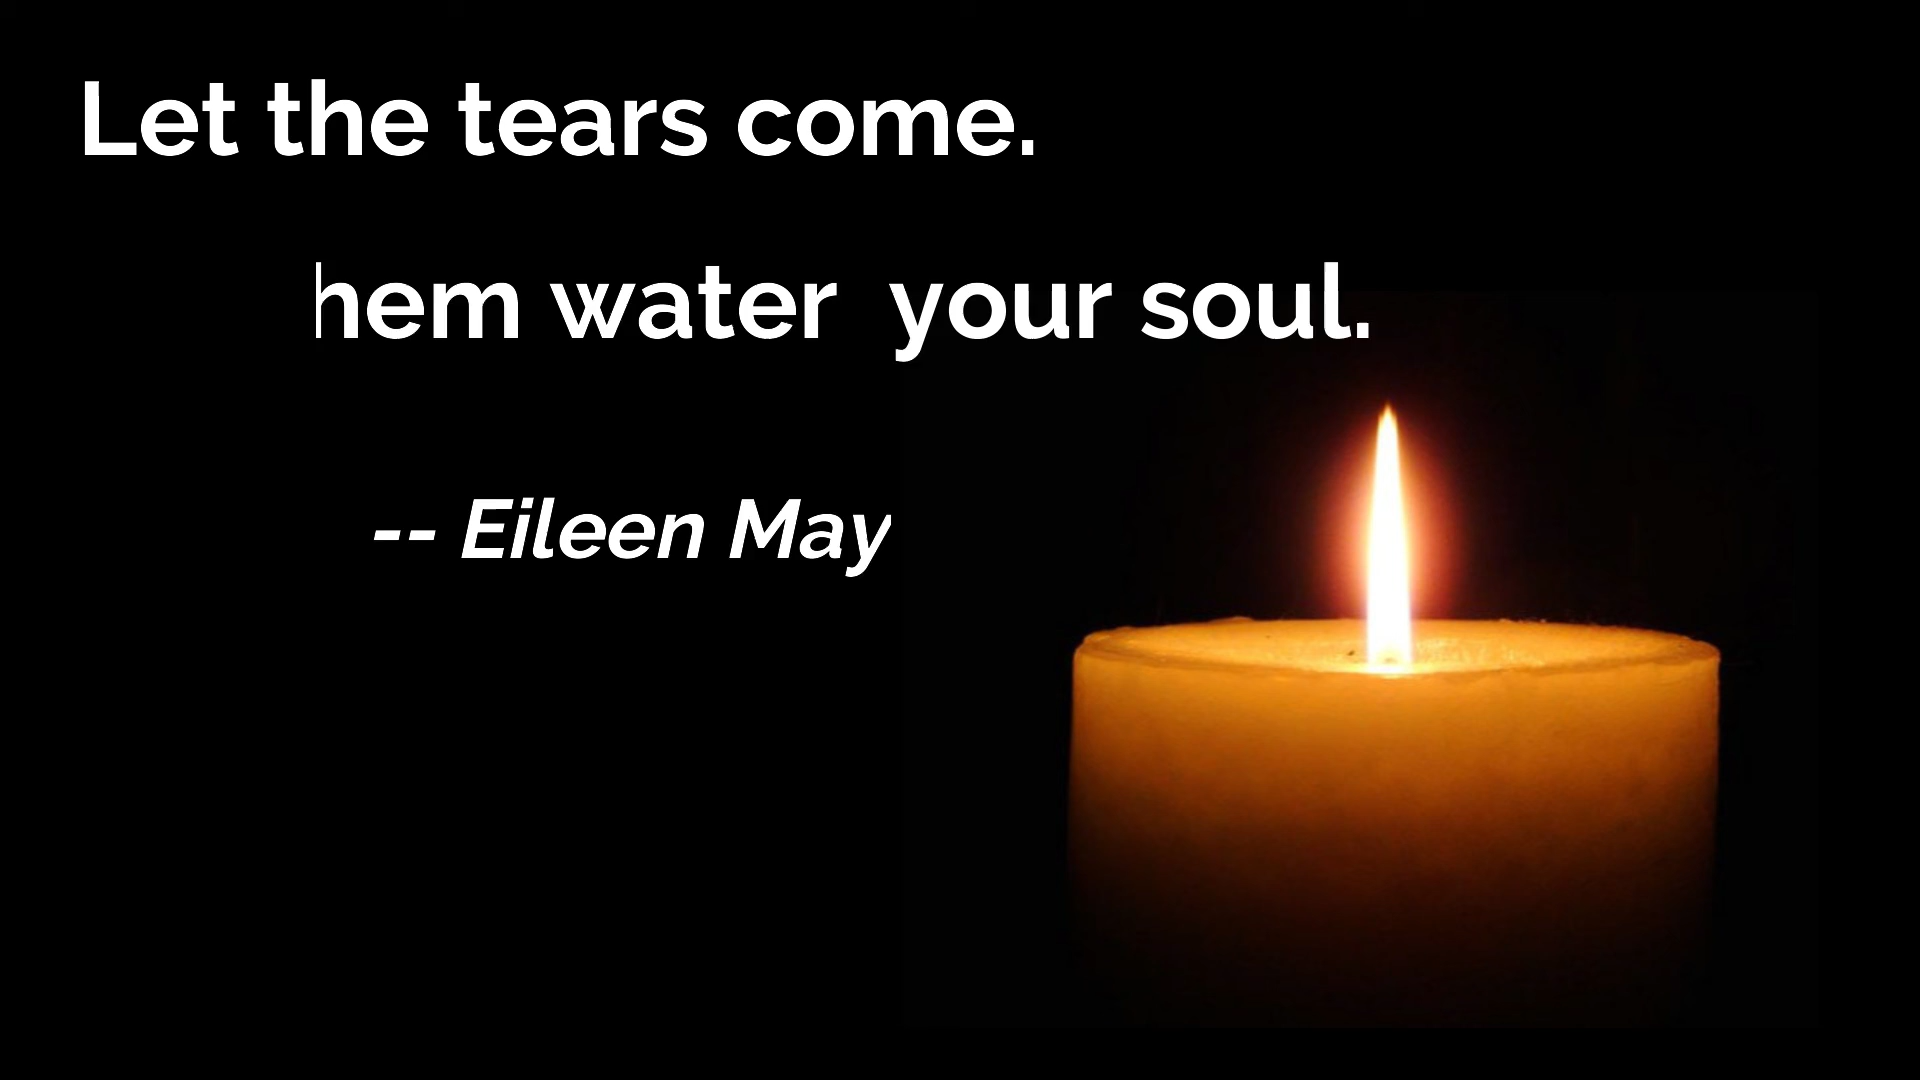 Let the tears come.
hem water your soul.
-- Eileen May